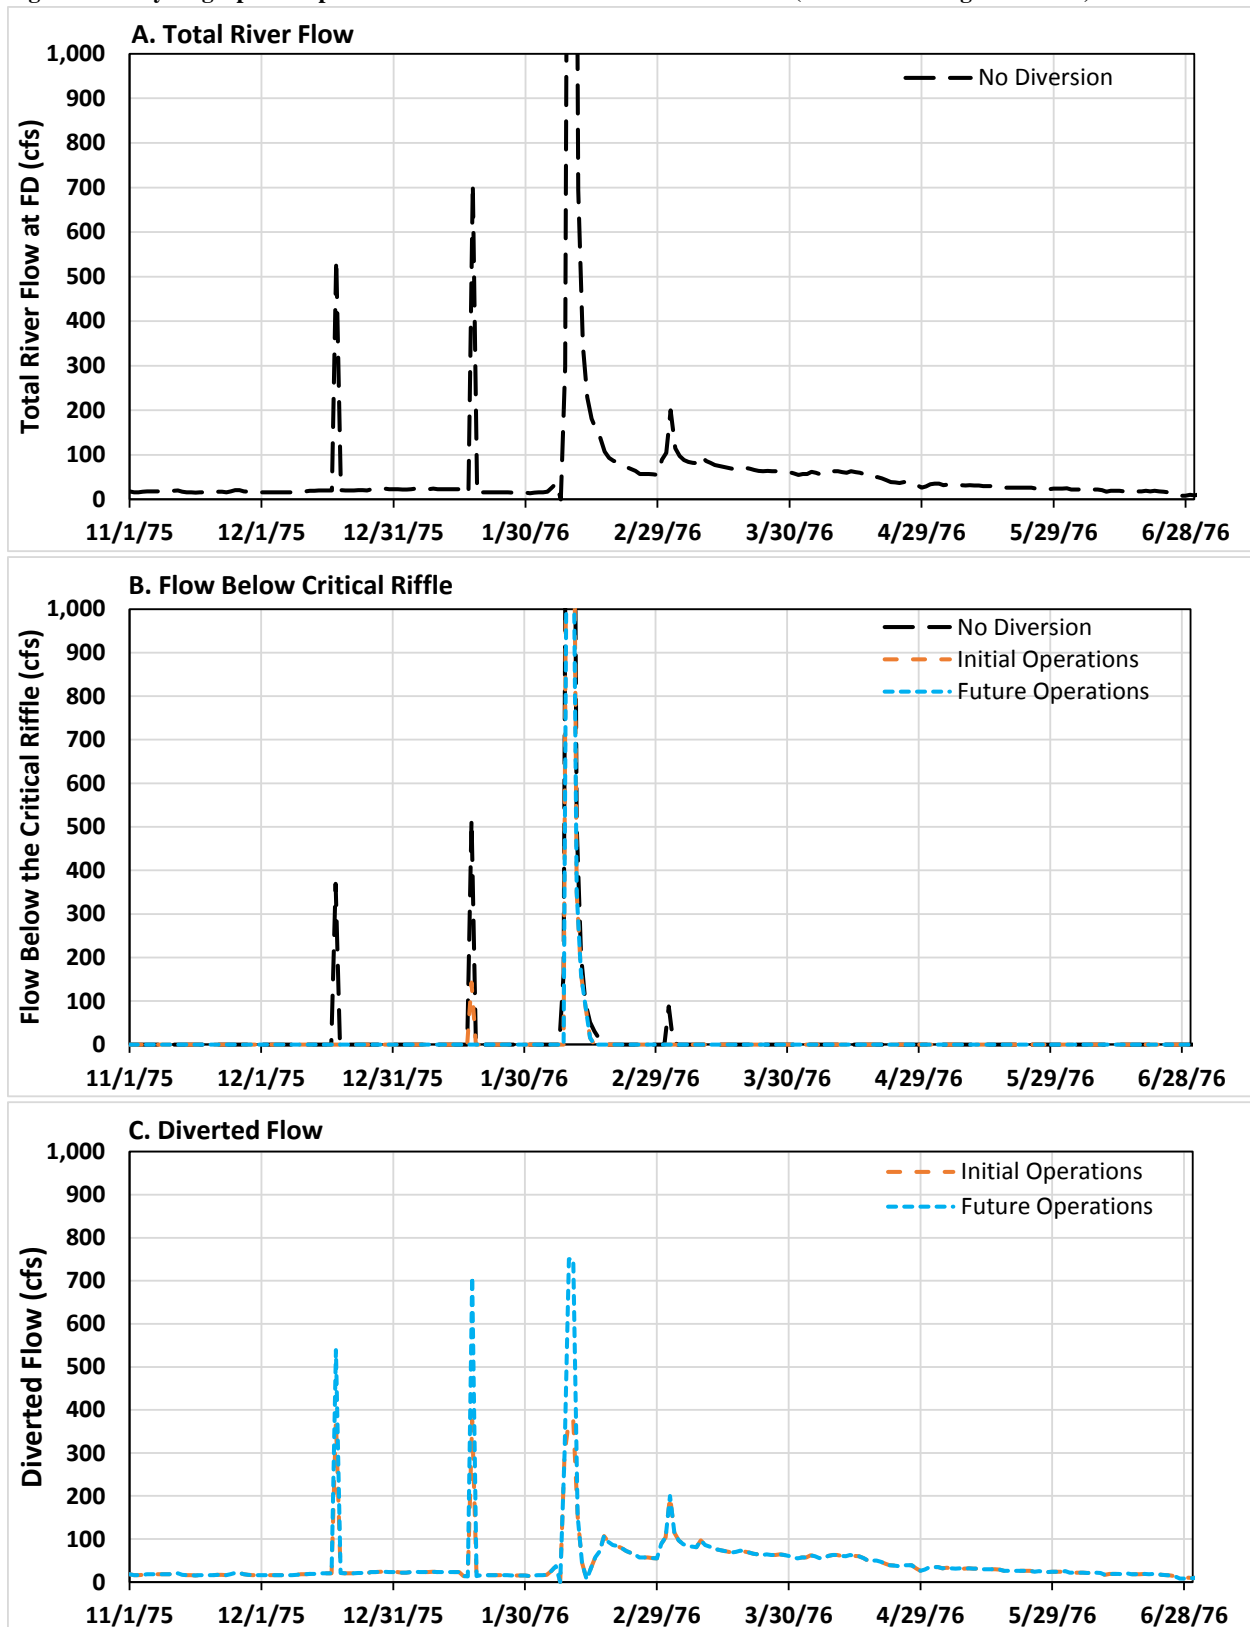 A. Total River Flow
No Diversion
Total River Flow at FD (cfs)
1,000
900
800
700
600
500
400
300
200
100
0
11/1/75 12/1/75 12/31/75 1/30/76 2/29/76 3/30/76 4/29/76 5/29/76 6/28/76
B. Flow Below Critical Riffle
No Diversion
Initial Operations
Future Operations
Flow Below the Critical Riffle (cfs)
1,000
900
800
700
600
500
400
300
200
100
0
11/1/75 12/1/75 12/31/75 1/30/76 2/29/76 3/30/76 4/29/76 5/29/76 6/28/76
C. Diverted Flow
Initial Operations
Future Operations
Diverted Flow (cfs)
1,000
900
800
700
600
500
400
300
200
100
0
11/1/75 12/1/75 12/31/75 1/30/76 2/29/76 3/30/76 4/29/76 5/29/76 6/28/76